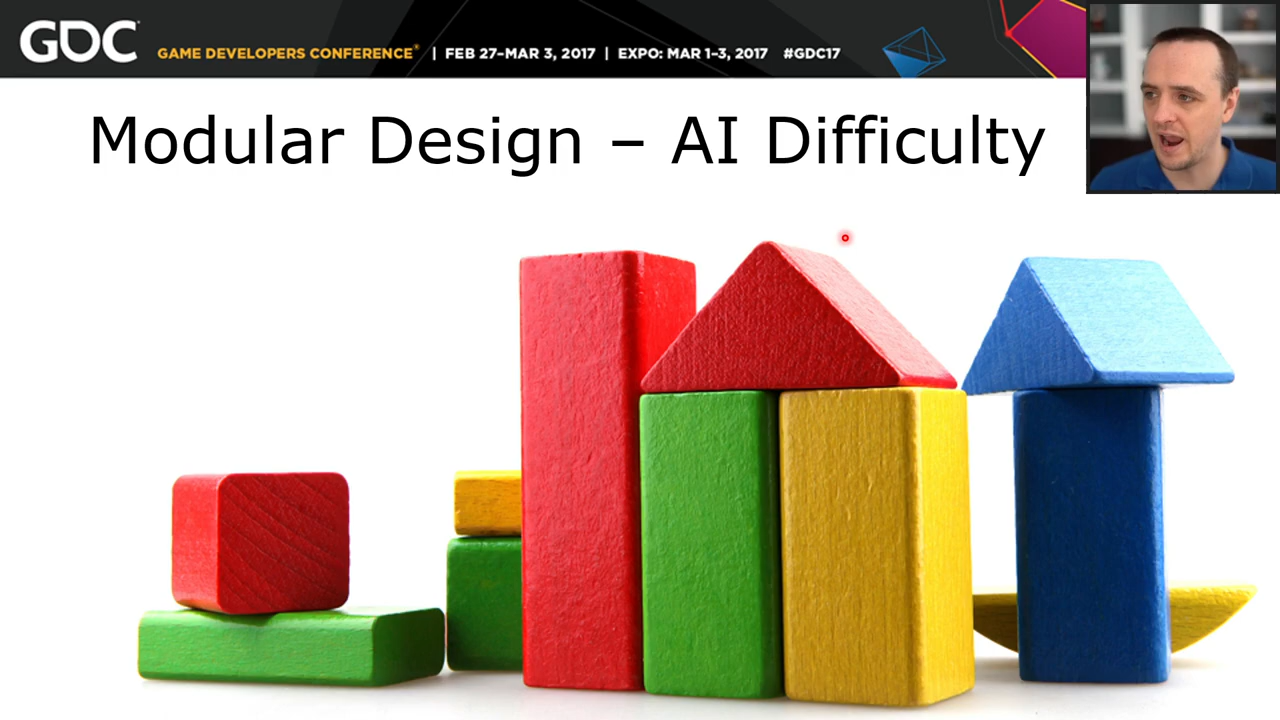 GDC GAME DEVELOPERS CONFERENCE® | FEB 27–MAR 3, 2017 | EXPO: MAR 1–3, 2017 #GDC17
Modular Design – AI Difficulty